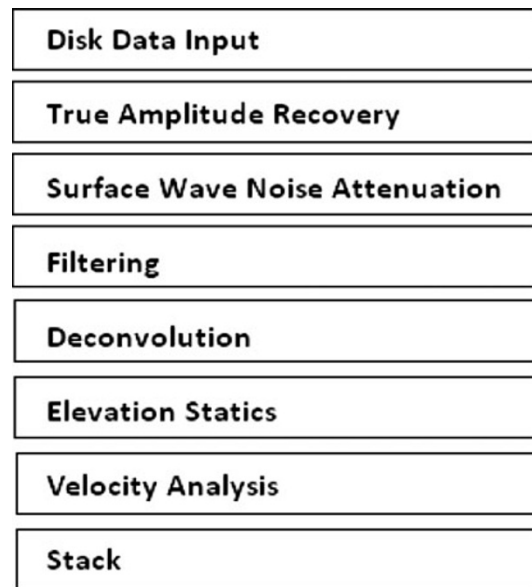 Disk Data Input
True Amplitude Recovery
Surface Wave Noise Attenuation
Filtering
Deconvolution
Elevation Statics
Velocity Analysis
Stack